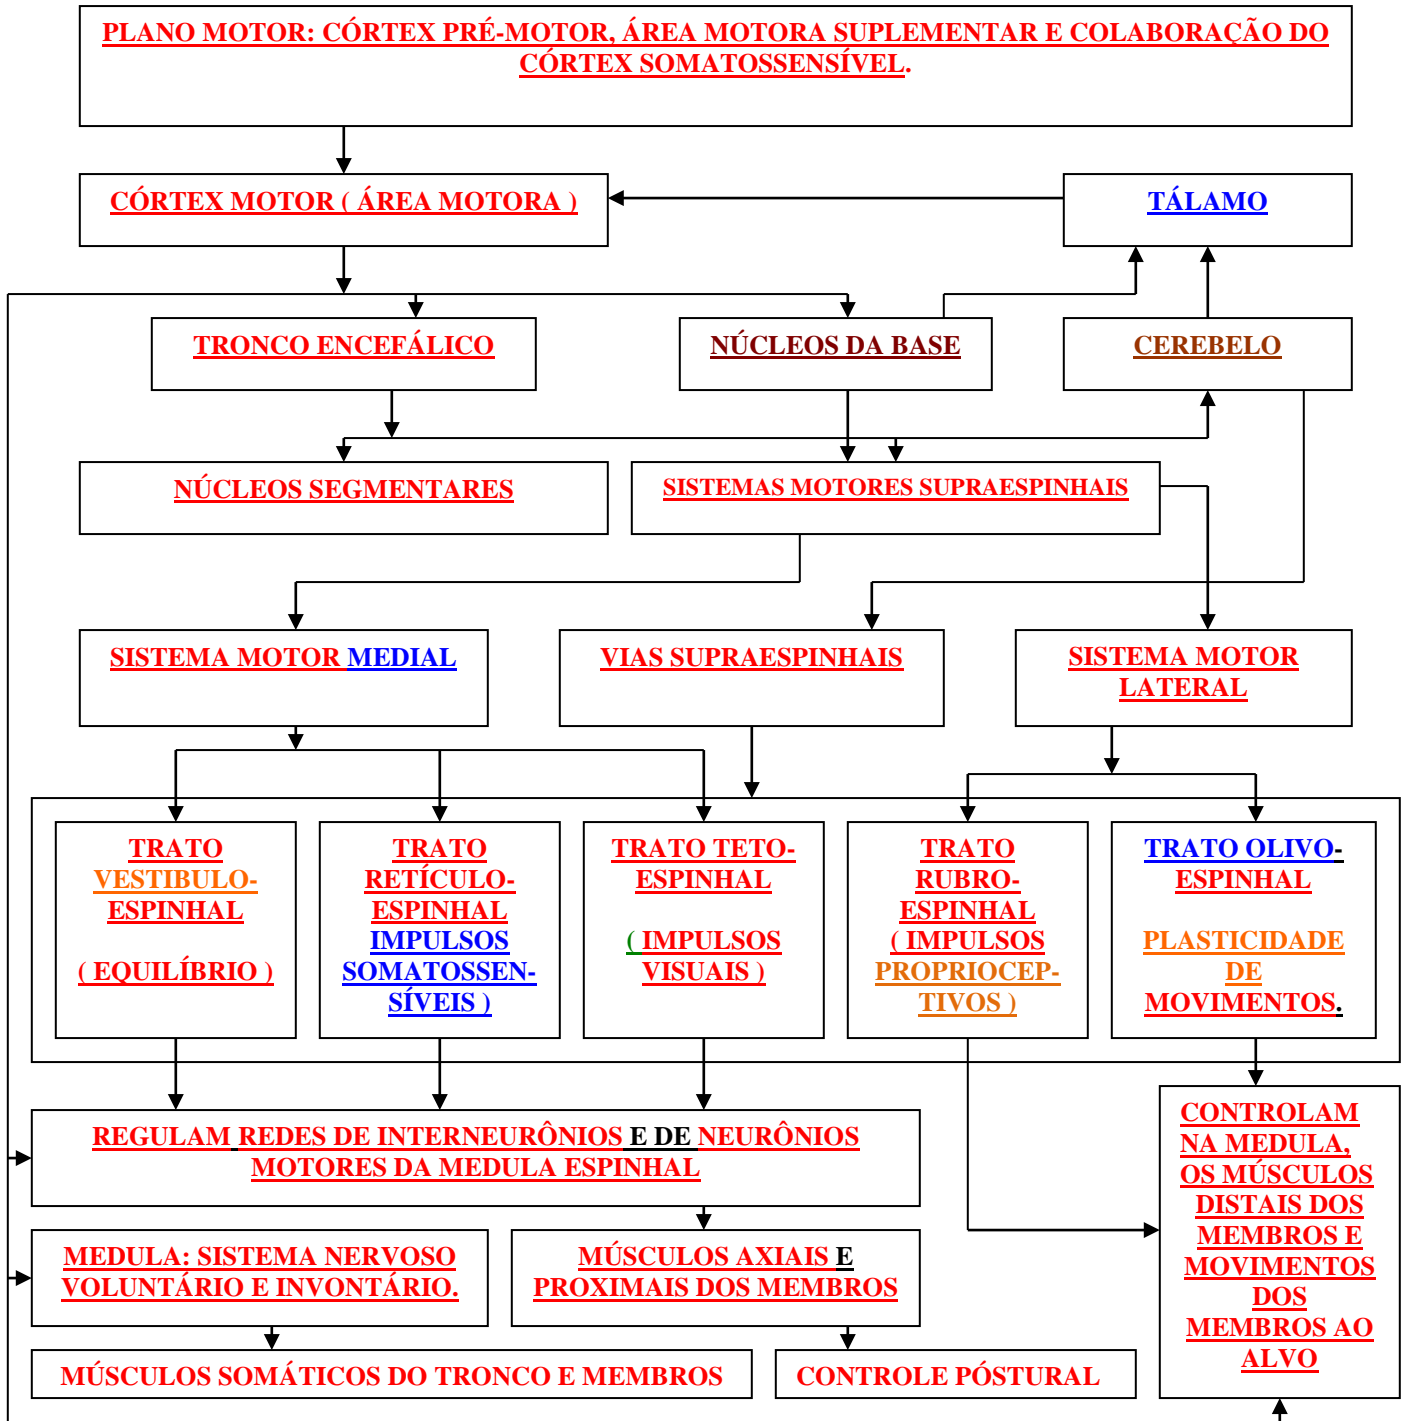 PLANO MOTOR: CÓRTEX PRÉ-MOTOR, ÁREA MOTORA SUPLEMENTAR E COLABORAÇÃO DO
CÓRTEX SOMATOSSENSÍVEL.
CÓRTEX MOTOR ( ÁREA MOTORA )
TÁLAMO
TRONCO ENCEFÁLICO
NÚCLEOS DA BASE
CEREBELO
NÚCLEOS SEGMENTARES
SISTEMAS MOTORES SUPRAESPINHAIS
SISTEMA MOTOR MEDIAL
VIAS SUPRAESPINHAIS
SISTEMA MOTOR
LATERAL
TRATO
VESTIBULO-
ESPINHAL
( EQUILÍBRIO )
TRATO
RETÍCULO-
ESPINHAL
IMPULSOS
SOMATOSSEN-
SÍVEIS )
TRATO TETO-
ESPINHAL
( IMPULSOS
VISUAIS )
TRATO
RUBRO-
ESPINHAL
( IMPULSOS
PROPRIOCEP-
TIVOS )
TRATO OLIVO-
ESPINHAL
PLASTICIDADE
DE
MOVIMENTOS.
REGULAM REDES DE INTERNEURÔNIOS E DE NEURÔNIOS
MOTORES DA MEDULA ESPINHAL
CONTROLAM
NA MEDULA,
OS MÚSCULOS
DISTAIS DOS
MEMBROS E
MOVIMENTOS
DOS
MEMBROS AO
ALVO
MEDULA: SISTEMA NERVOSO
VOLUNTÁRIO E INVONTÁRIO.
MÚSCULOS AXIAIS E
PROXIMAIS DOS MEMBROS
MÚSCULOS SOMÁTICOS DO TRONCO E MEMBROS
CONTROLE PÓSTURAL